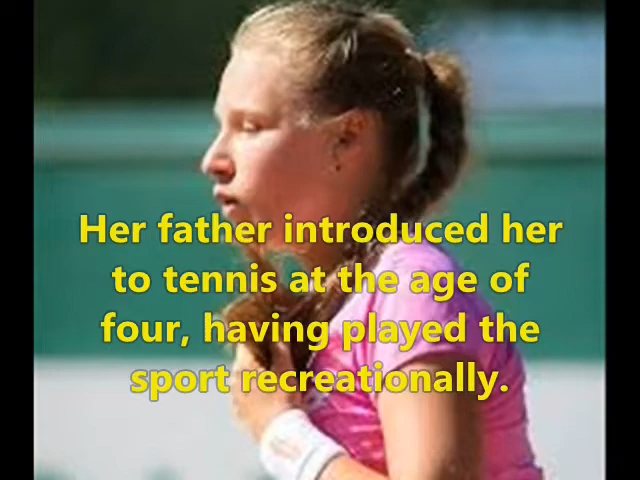 Her father introduced her
to tennis at the age of
four, having played the
sport recreationally.